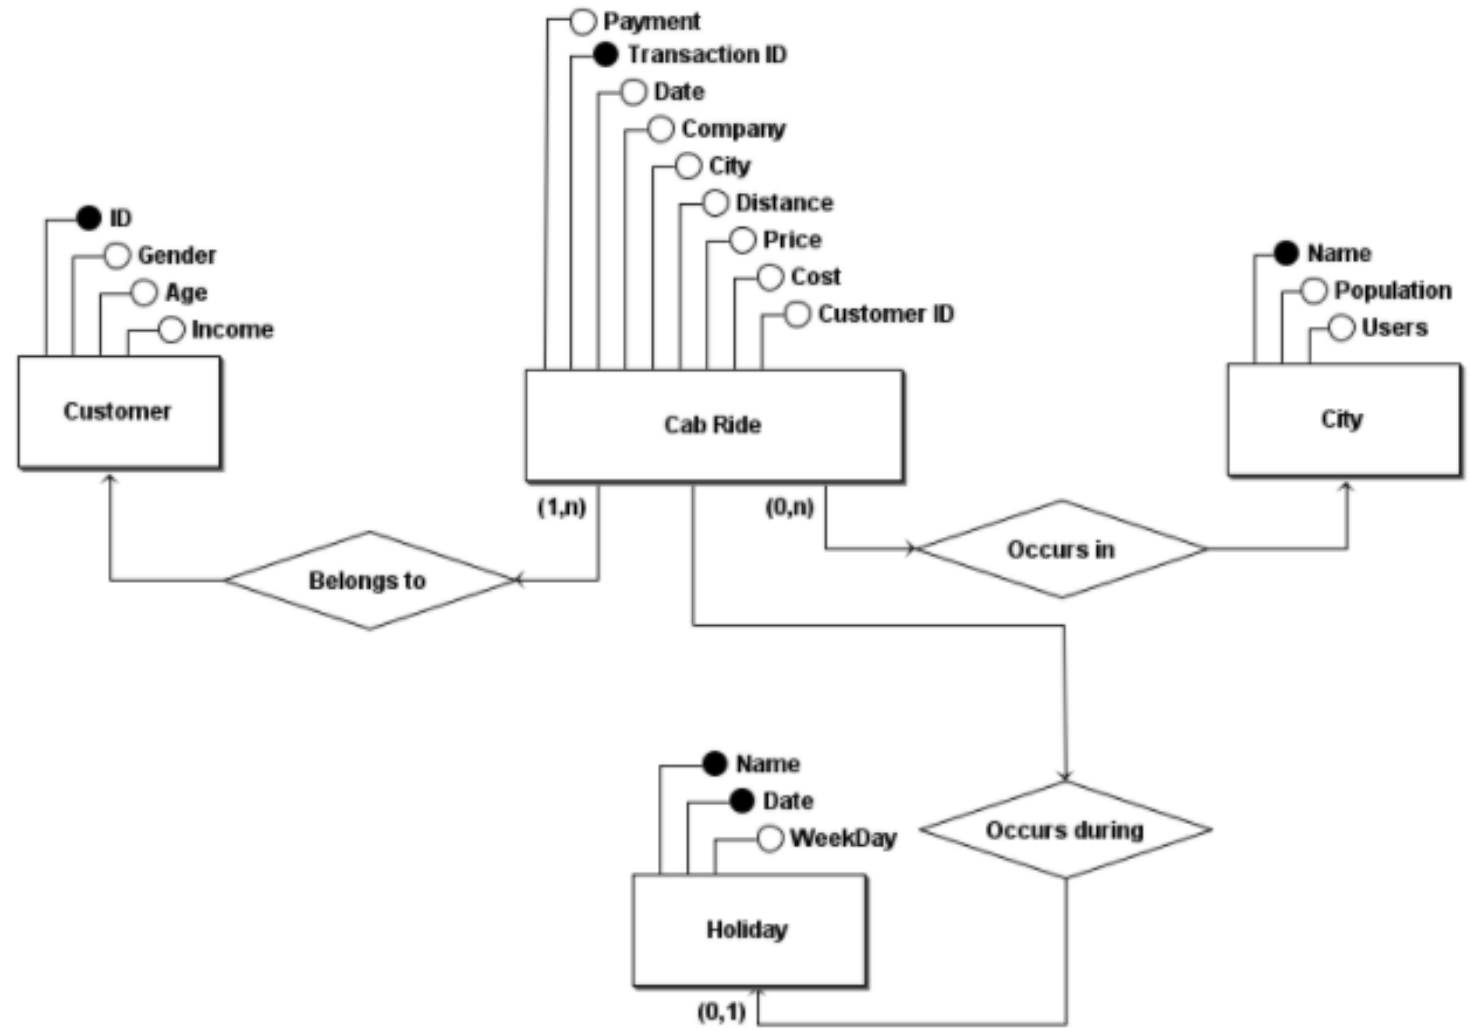 Payment
Transaction ID
Date
Company
City
Distance
Price
Cost
Customer ID
ID
Gender
Age
Income
Name
Population
Users
Customer
Cab Ride
City
(1,n)
(0,n)
Belongs to
Occurs in
Name
Date
WeekDay
Occurs during
Holiday
(0,1)